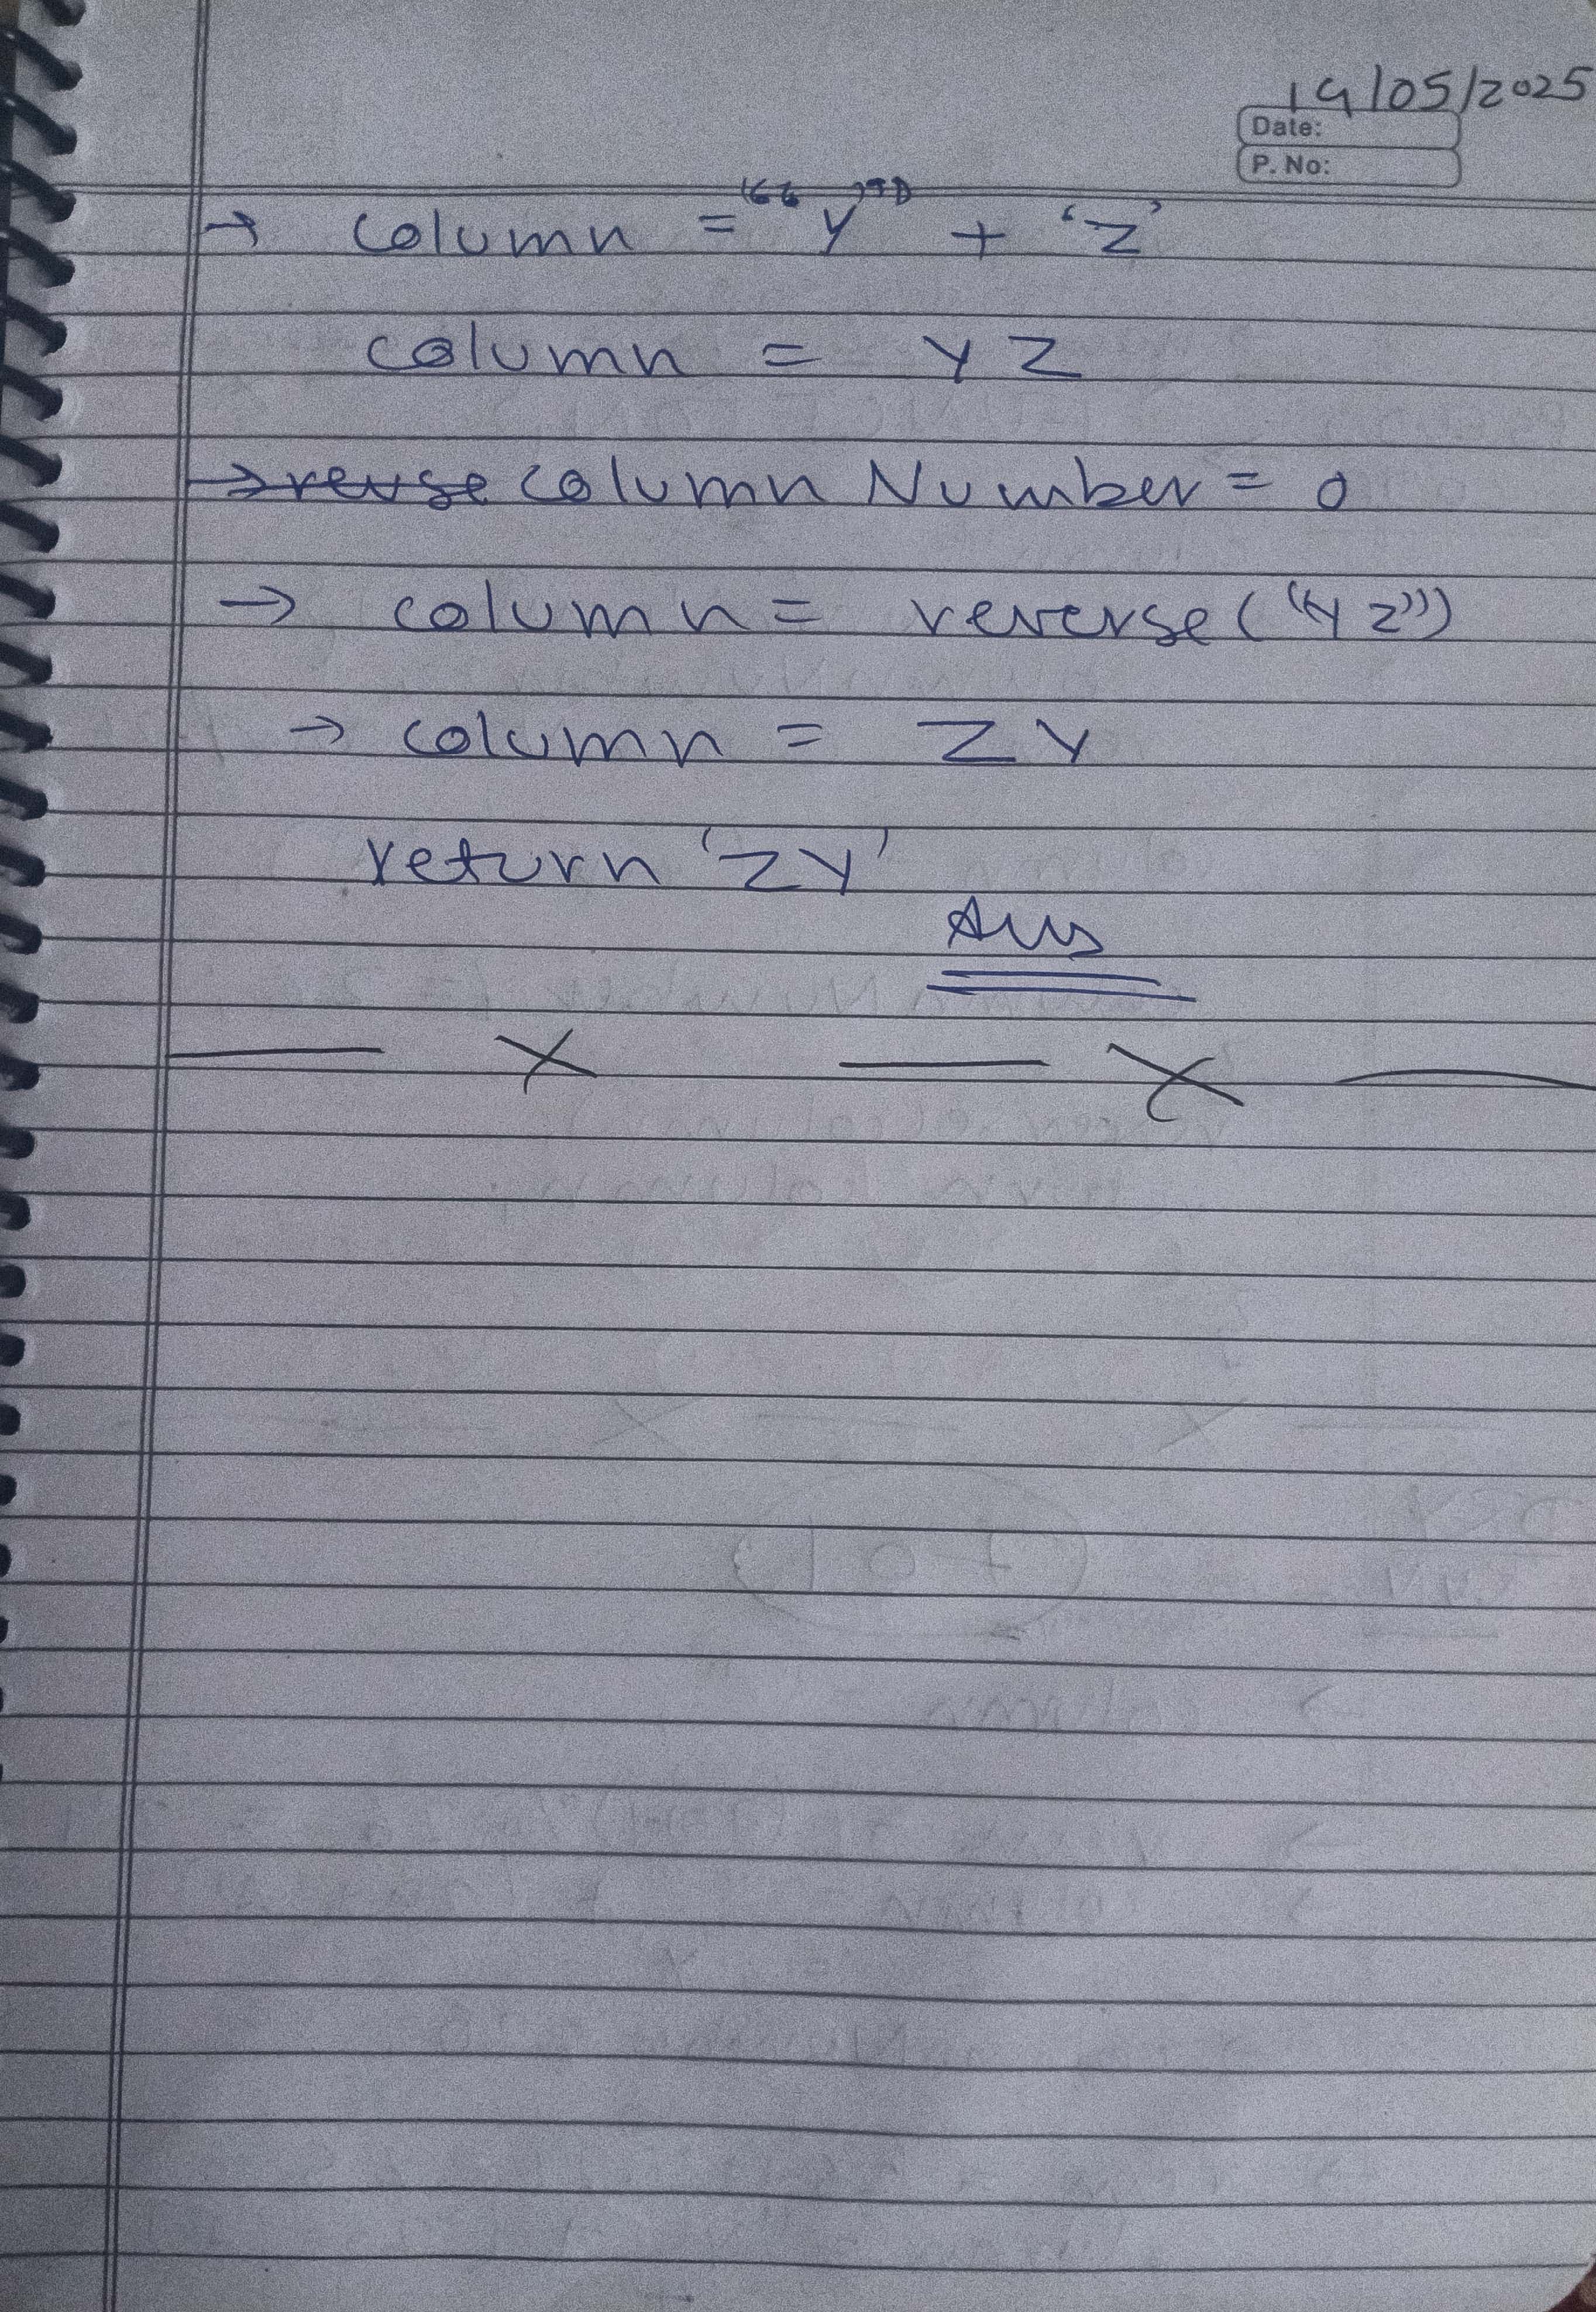 19/05/2025
Date:
P. No:
→ column = "Y" + 'Z'
column = YZ
column Number = 0
→ column = reverse("YZ")
→ column = ZY
return 'ZY'
Ans
— X — X —